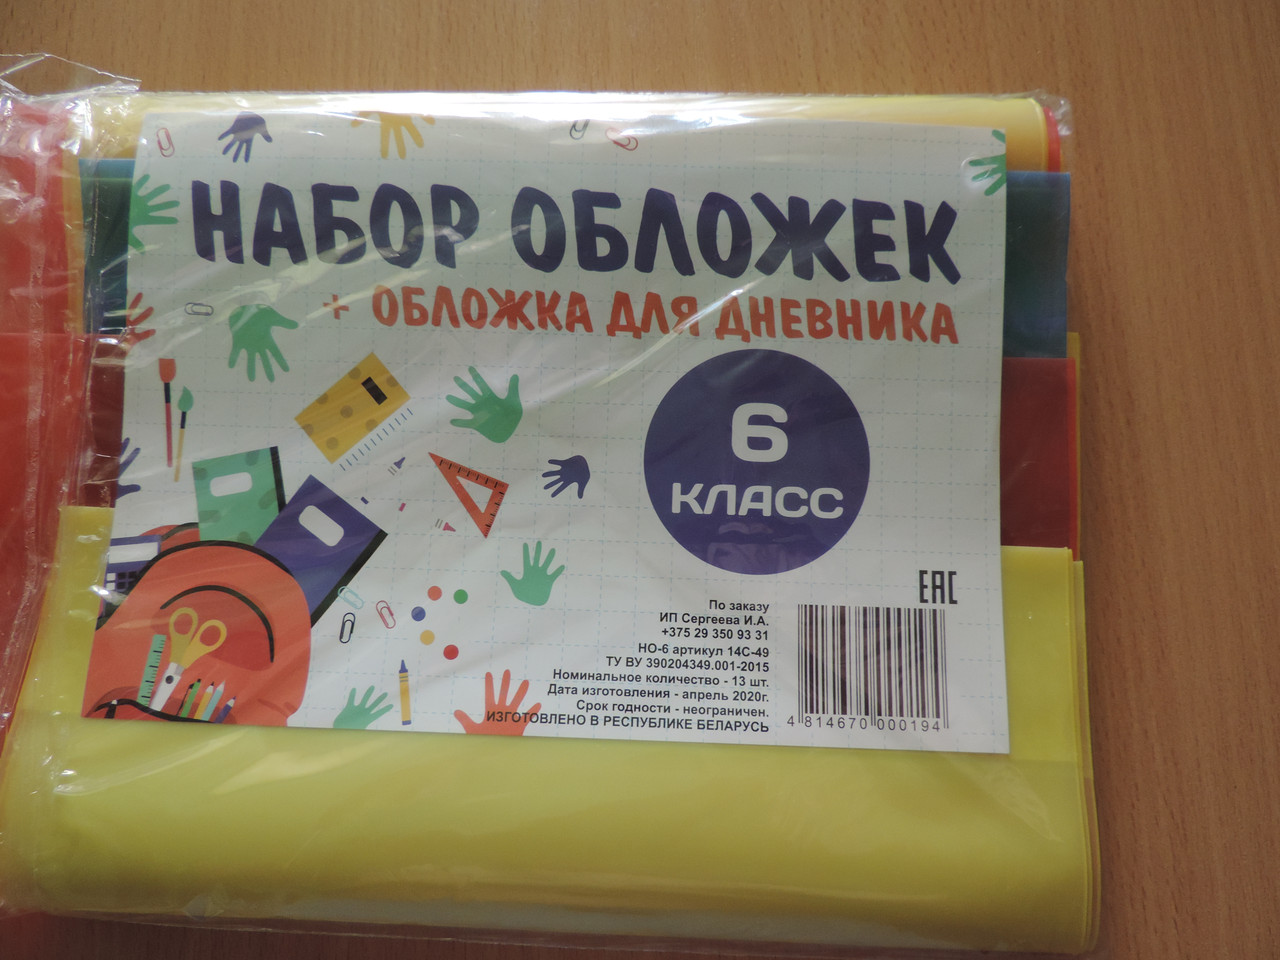 НАБОР ОБЛОЖЕК
+ ОБЛОЖКА ДЛЯ ДНЕВНИКА
6
КЛАСС
EAC
По заказу
ИП Сергеева И.А.
+375 29 350 93 31
НО-6 артикул 14С-49
ТУ BY 390204349.001-2015
Номинальное количество - 13 шт.
Дата изготовления - апрель 2020г.
Срок годности - неограничен.
ИЗГОТОВЛЕНО В РЕСПУБЛИКЕ БЕЛАРУСЬ
4 814670 000194